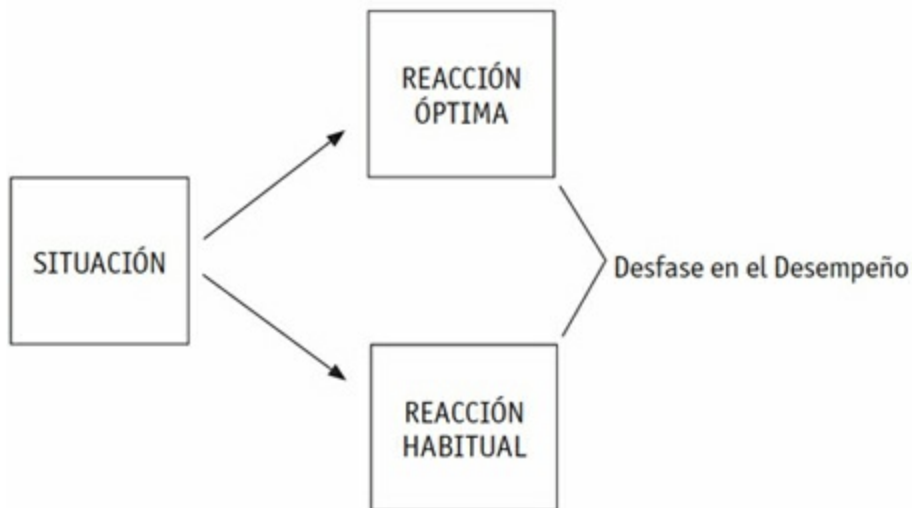 REACCIÓN
ÓPTIMA
SITUACIÓN
Desfase en el Desempeño
REACCIÓN
HABITUAL